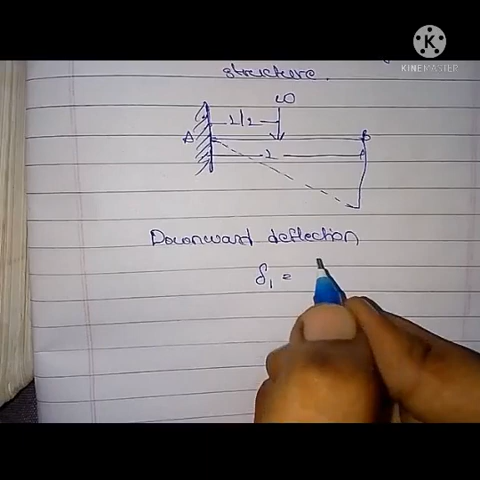 KINEMASTER
structure.
W
L/2
A
B
L
Downward deflection
δ₁ =